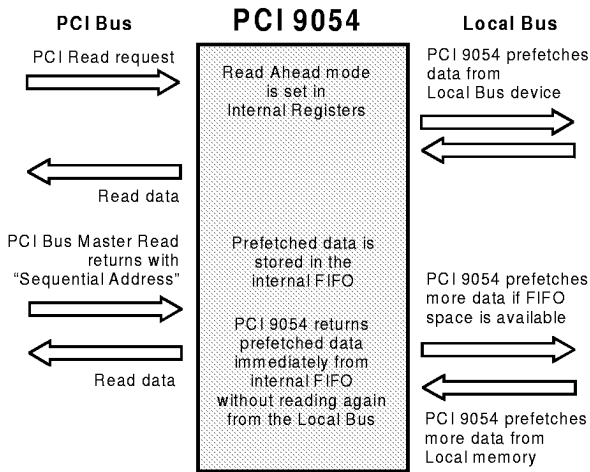 PCI Bus
PCI 9054
Local Bus
PCI Read request
Read Ahead mode
is set in
Internal Registers
PCI 9054 prefetches
data from
Local Bus device
Read data
PCI Bus Master Read
returns with
“Sequential Address”
Prefetched data is
stored in the
internal FIFO
PCI 9054 prefetches
more data if FIFO
space is available
PCI 9054 returns
prefetched data
immediately from
internal FIFO
without reading again
from the Local Bus
Read data
PCI 9054 prefetches
more data from
Local memory